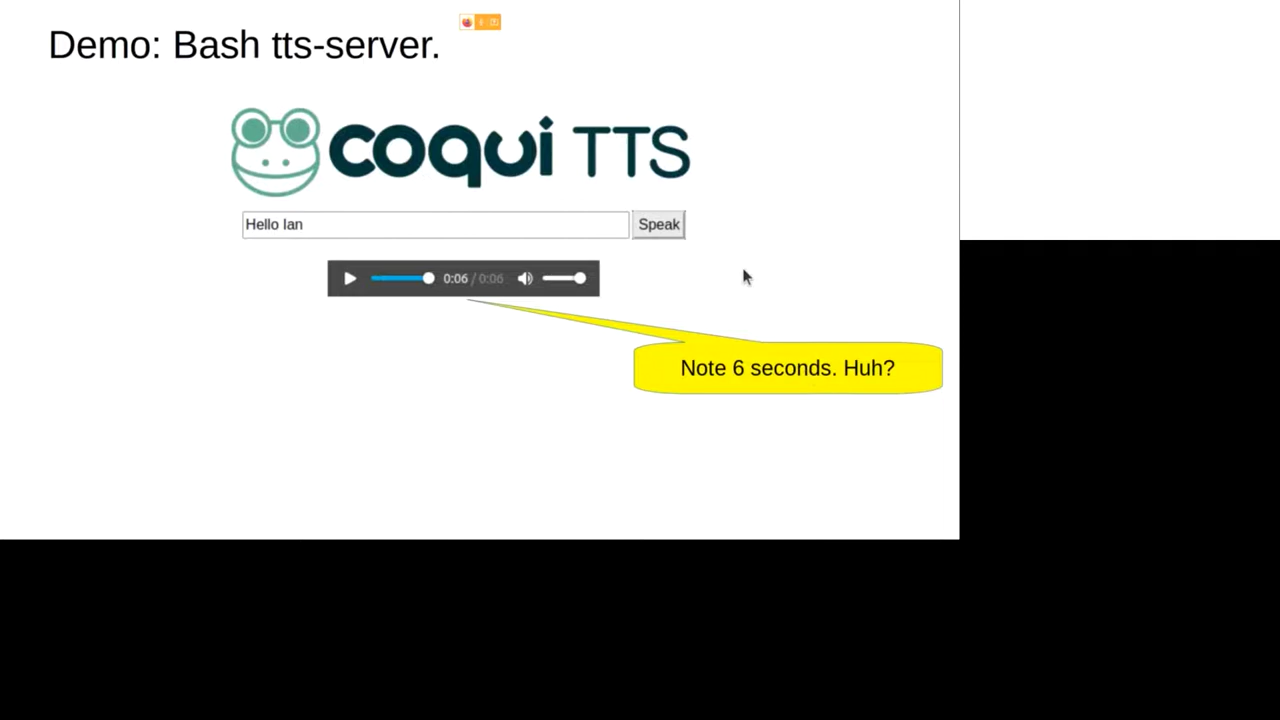 Demo: Bash tts-server.
coqui TTS
Hello Ian
Speak
0:06 / 0:06
Note 6 seconds. Huh?